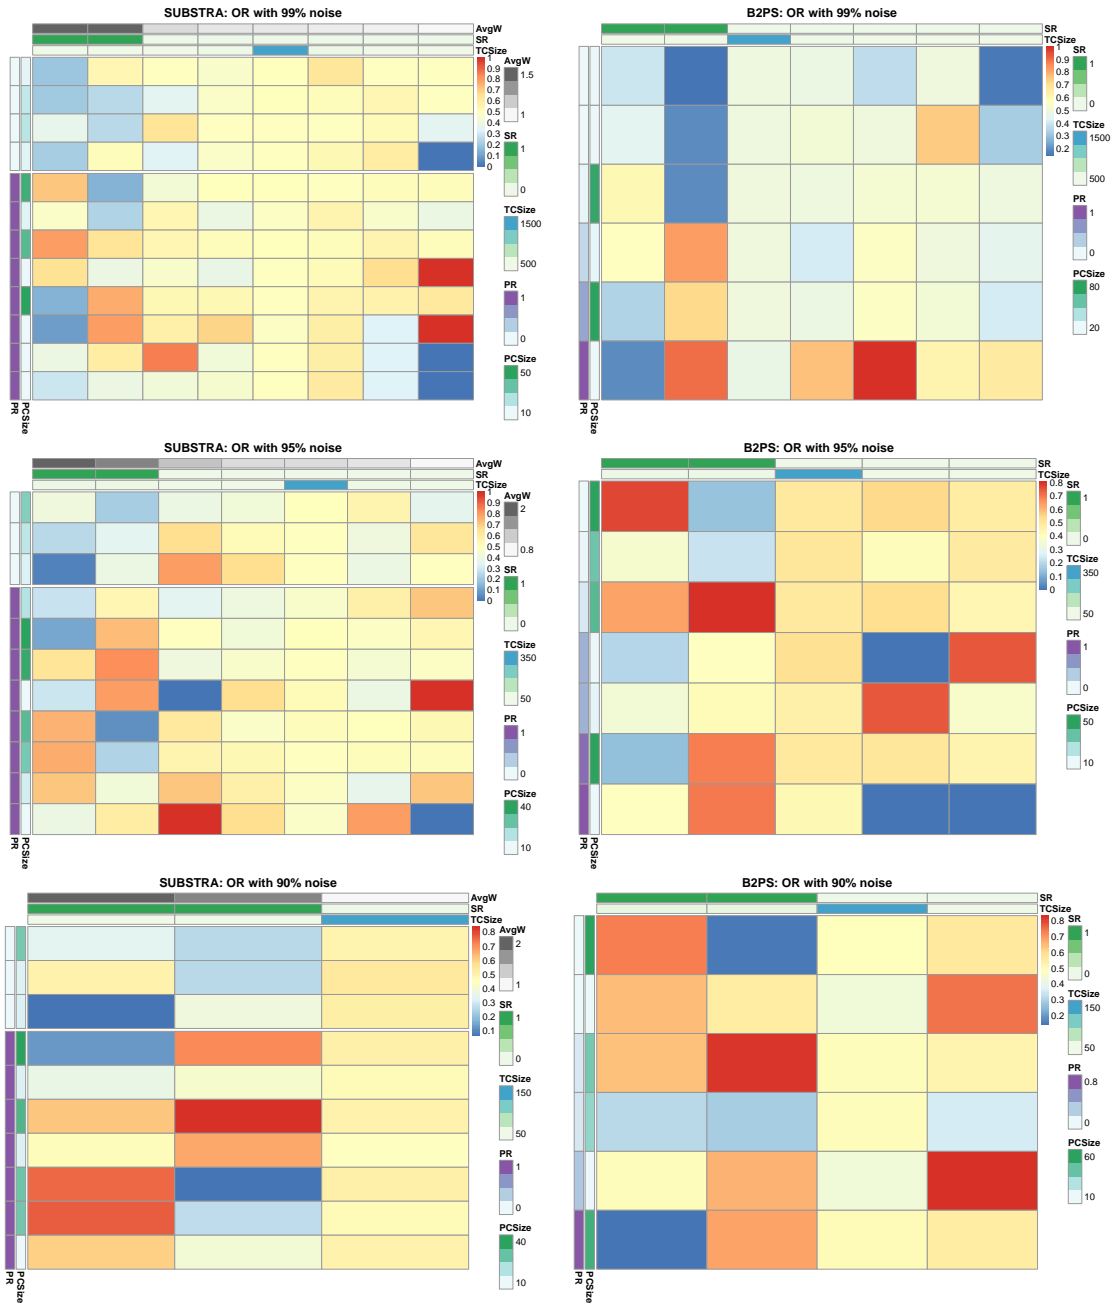 SUBSTRA: OR with 99% noise
AvgW
SR
TCSize
1
0.9
0.8
0.7
0.6
0.5
0.4
0.3
0.2
0.1
0
AvgW
1.5
1
SR
1
0
TCSize
1500
500
PR
1
0
PCSize
50
10
PR
PCSize
B2PS: OR with 99% noise
SR
TCSize
1
0.9
0.8
0.7
0.6
0.5
0.4
0.3
0.2
SR
1
0
TCSize
1500
500
PR
1
0
PCSize
80
20
PR
PCSize
SUBSTRA: OR with 95% noise
AvgW
SR
TCSize
1
0.9
0.8
0.7
0.6
0.5
0.4
0.3
0.2
0.1
0
AvgW
2
0.8
SR
1
0
TCSize
350
50
PR
1
0
PCSize
40
10
PR
PCSize
B2PS: OR with 95% noise
SR
TCSize
0.8
0.7
0.6
0.5
0.4
0.3
0.2
0.1
0
SR
1
0
TCSize
350
50
PR
1
0
PCSize
50
10
PR
PCSize
SUBSTRA: OR with 90% noise
AvgW
SR
TCSize
0.8
0.7
0.6
0.5
0.4
0.3
0.2
AvgW
2
1
SR
1
0
TCSize
150
50
PR
1
0
PCSize
40
10
PR
PCSize
B2PS: OR with 90% noise
SR
TCSize
0.8
0.7
0.6
0.5
0.4
0.3
0.2
SR
1
0
TCSize
150
50
PR
0.8
0
PCSize
60
10
PR
PCSize